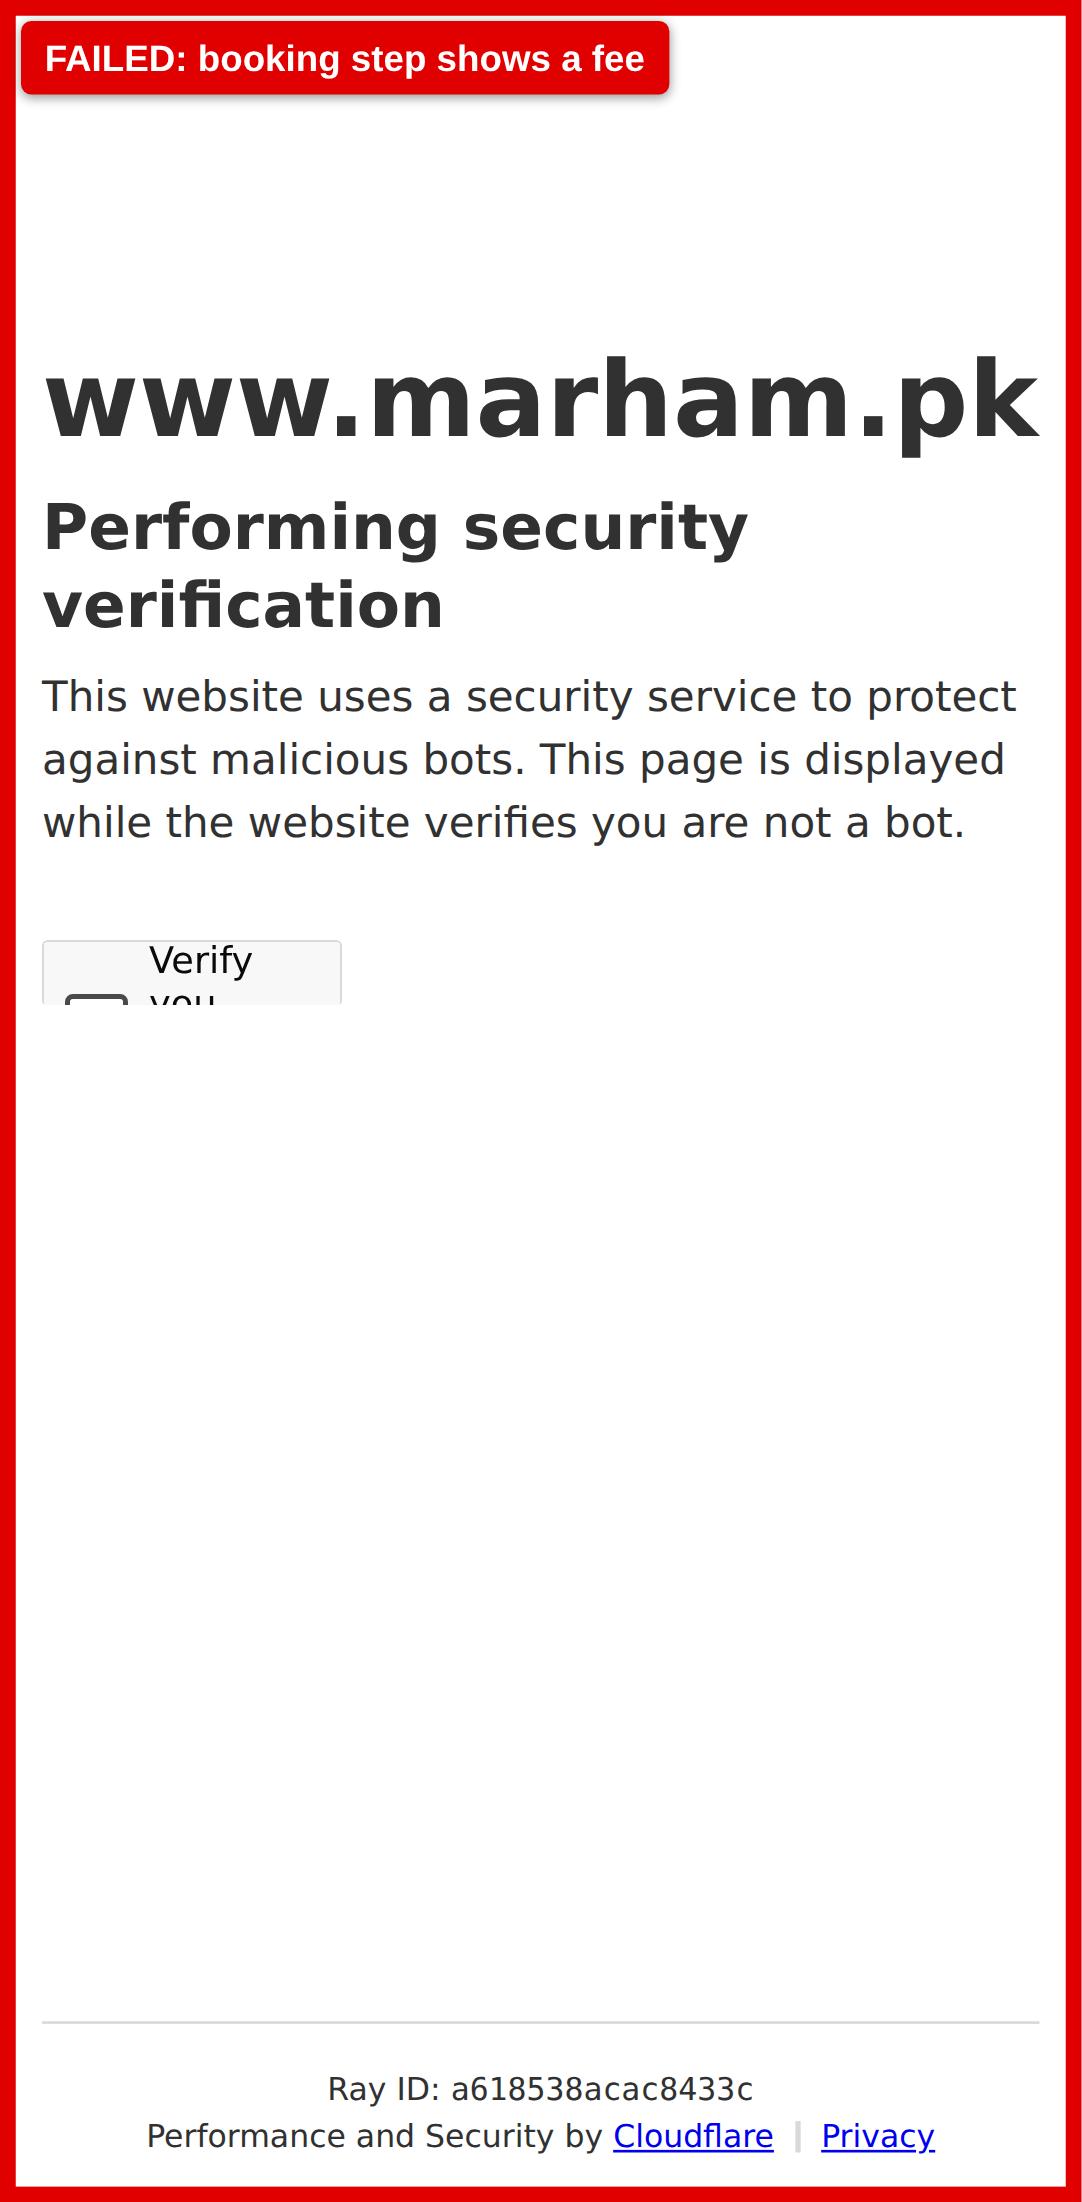 FAILED: booking step shows a fee
www.marham.pk
Performing security
verification
This website uses a security service to protect
against malicious bots. This page is displayed
while the website verifies you are not a bot.
Verify
you
Ray ID: a618538acac8433c
Performance and Security by Cloudflare | Privacy